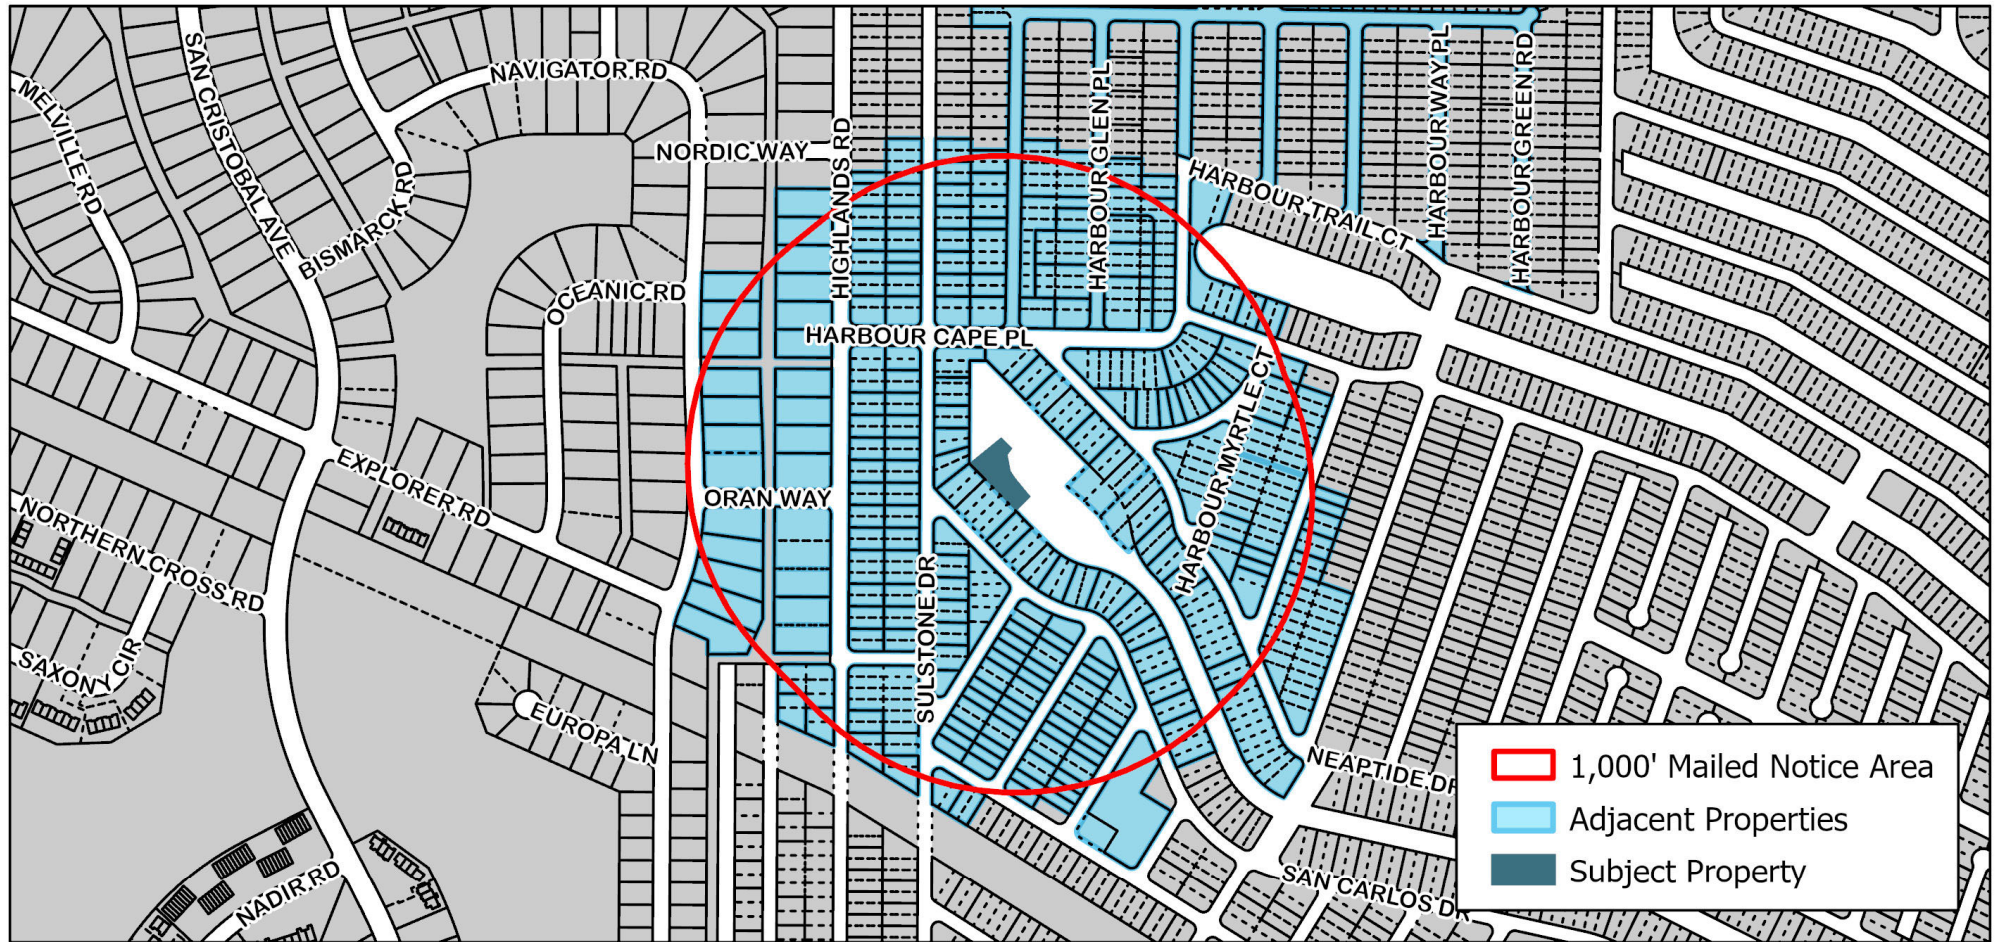 SAN CRISTOBAL AVE
NAVIGATOR RD
MELVILLE RD
NORDIC WAY
HIGHLANDS RD
HARBOUR GLEN PL
HARBOUR WAY PL
HARBOUR GREEN RD
HARBOUR TRAIL CT
BISMARCK RD
OCEANIC RD
HARBOUR CAPE PL
HARBOUR MYRTLE CT
EXPLORER RD
ORAN WAY
NORTHERN CROSS RD
SULSTONE DR
SAXONY CIR
EUROPA LN
NEAPTIDE DR
NADIR RD
SAN CARLOS DR
1,000' Mailed Notice Area
Adjacent Properties
Subject Property